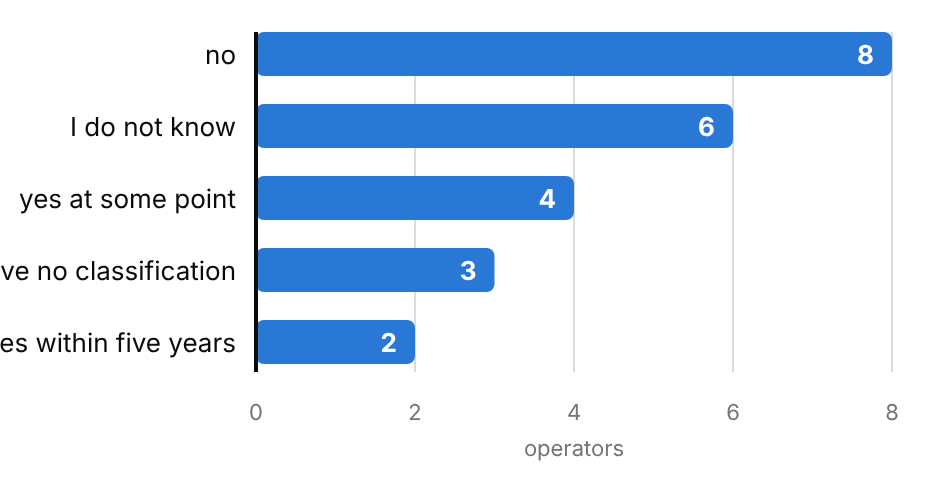 no 8
I do not know 6
yes at some point 4
ve no classification 3
es within five years 2
0 2 4 6 8
operators